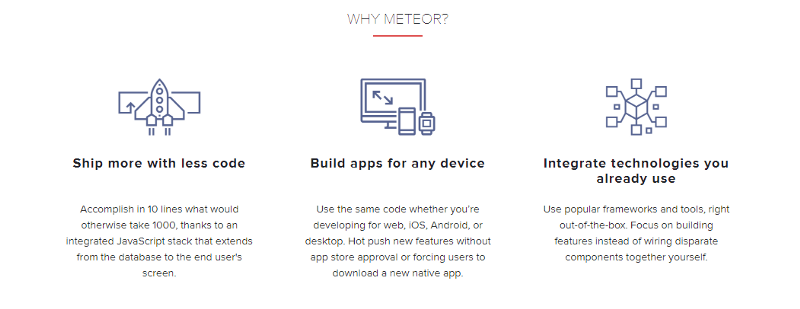 WHY METEOR?
Ship more with less code
Accomplish in 10 lines what would
otherwise take 1000, thanks to an
integrated JavaScript stack that extends
from the database to the end user's
screen.
Build apps for any device
Use the same code whether you're
developing for web, iOS, Android, or
desktop. Hot push new features without
app store approval or forcing users to
download a new native app.
Integrate technologies you
already use
Use popular frameworks and tools, right
out-of-the-box. Focus on building
features instead of wiring disparate
components together yourself.